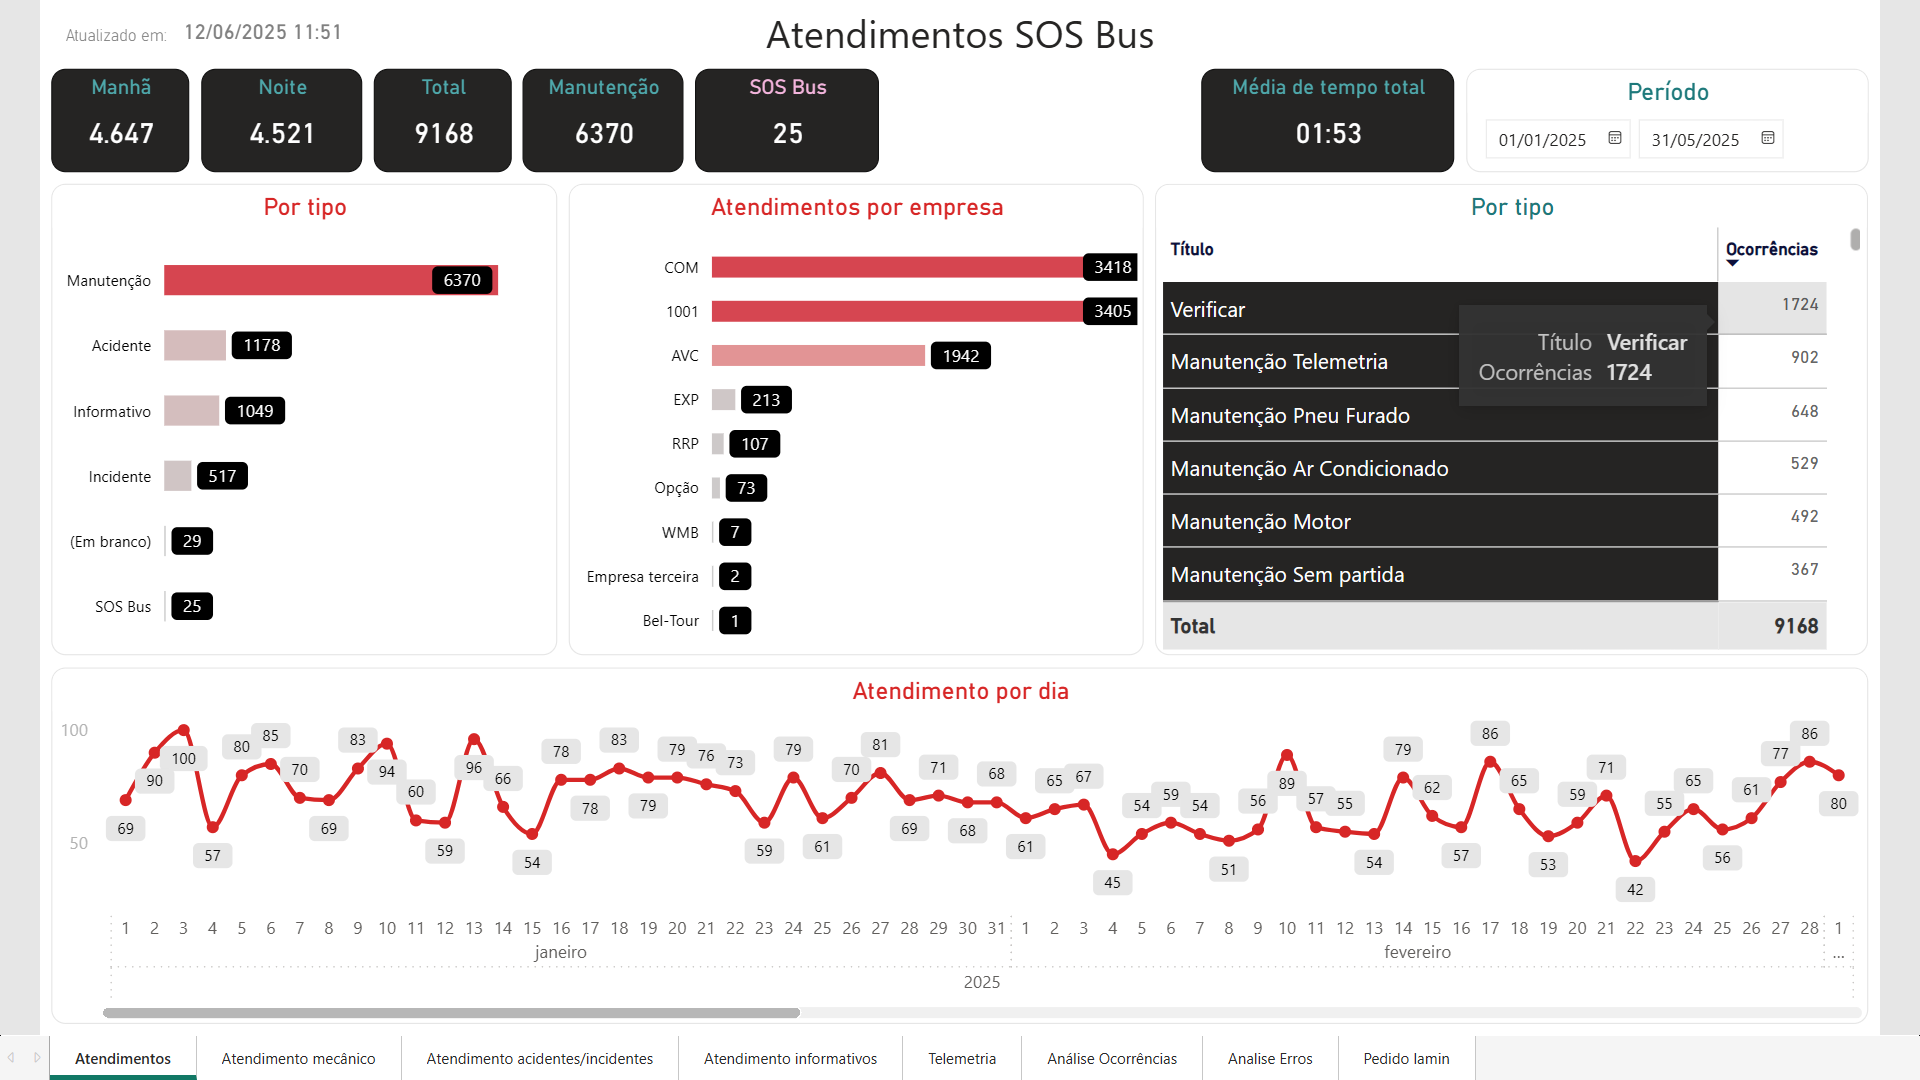 Atualizado em: 12/06/2025 11:51
Atendimentos SOS Bus
Manhã
4.647
Noite
4.521
Total
9168
Manutenção
6370
SOS Bus
25
Média de tempo total
01:53
Período
01/01/2025
31/05/2025
Por tipo
Manutenção 6370
Acidente 1178
Informativo 1049
Incidente 517
(Em branco) 29
SOS Bus 25
Atendimentos por empresa
COM 3418
1001 3405
AVC 1942
EXP 213
RRP 107
Opção 73
WMB 7
Empresa terceira 2
Bel-Tour 1
Por tipo
Título Ocorrências
Verificar 1724
Manutenção Telemetria 902
Manutenção Pneu Furado 648
Manutenção Ar Condicionado 529
Manutenção Motor 492
Manutenção Sem partida 367
Total 9168
Título Verificar
Ocorrências 1724
Atendimento por dia
100
50
69 90 100 57 80 85 70 69 83 94 60 59 96 66 54 78 78 83 79 79 76 73 59 79 61 70 81 69 71 68 68 61 65 67 45 54 59 54 51 56 89 57 55 54 79 62 57 86 65 53 59 71 42 55 65 56 61 77 86 80
1 2 3 4 5 6 7 8 9 10 11 12 13 14 15 16 17 18 19 20 21 22 23 24 25 26 27 28 29 30 31 1 2 3 4 5 6 7 8 9 10 11 12 13 14 15 16 17 18 19 20 21 22 23 24 25 26 27 28 1
janeiro fevereiro ...
2025
Atendimentos
Atendimento mecânico
Atendimento acidentes/incidentes
Atendimento informativos
Telemetria
Análise Ocorrências
Analise Erros
Pedido Iamin